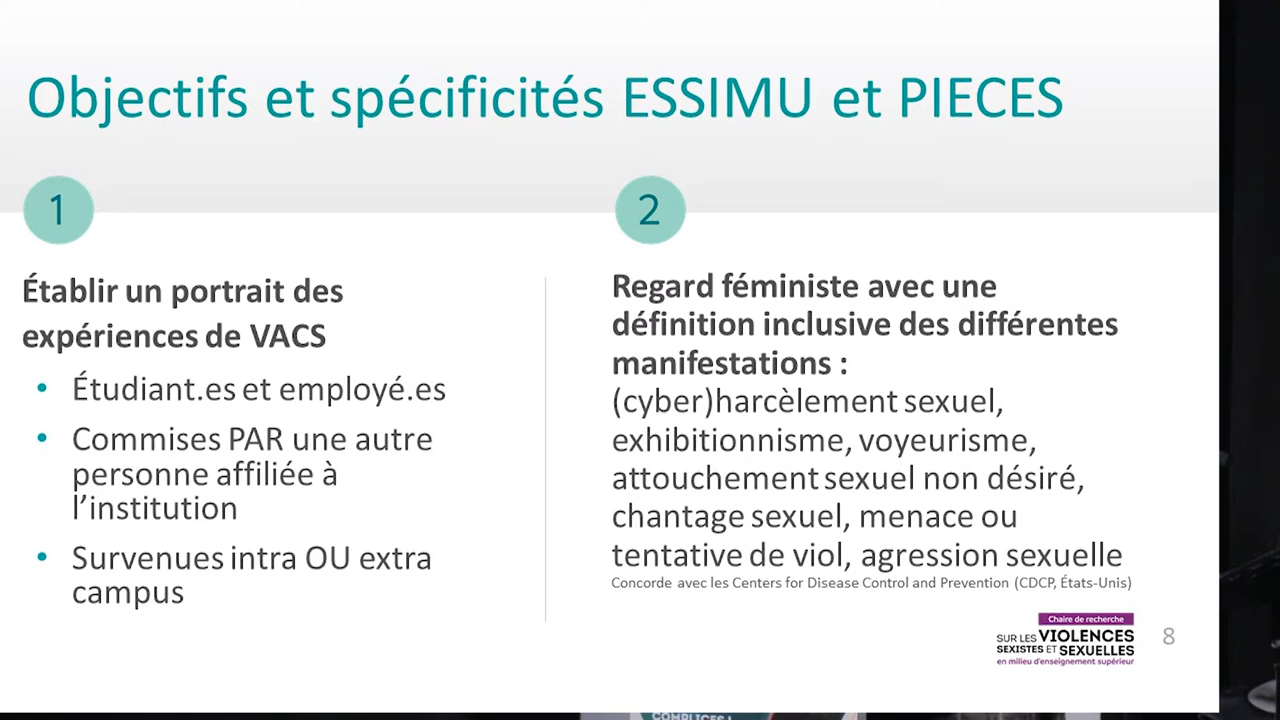 Objectifs et spécificités ESSIMU et PIECES
1
Établir un portrait des
expériences de VACS
• Étudiant.es et employé.es
• Commises PAR une autre
personne affiliée à
l’institution
• Survenues intra OU extra
campus
2
Regard féministe avec une
définition inclusive des différentes
manifestations :
(cyber)harcèlement sexuel,
exhibitionnisme, voyeurisme,
attouchement sexuel non désiré,
chantage sexuel, menace ou
tentative de viol, agression sexuelle
Concorde avec les Centers for Disease Control and Prevention (CDCP, États-Unis)
Chaire de recherche
SUR LES VIOLENCES
SEXISTES ET SEXUELLES
en milieu d'enseignement supérieur
8
COMPLICES !